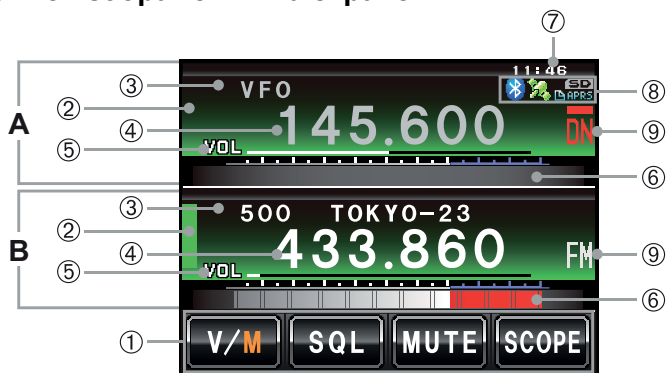 ⑦
11:46
③ VFO
SD
APRS
⑧
②
A
④ 145.600
DN ⑨
⑤ VOL
⑥
③ 500 TOKYO-23
②
B
④ 433.860
FM ⑨
⑤ VOL
⑥
① V/M SQL MUTE SCOPE